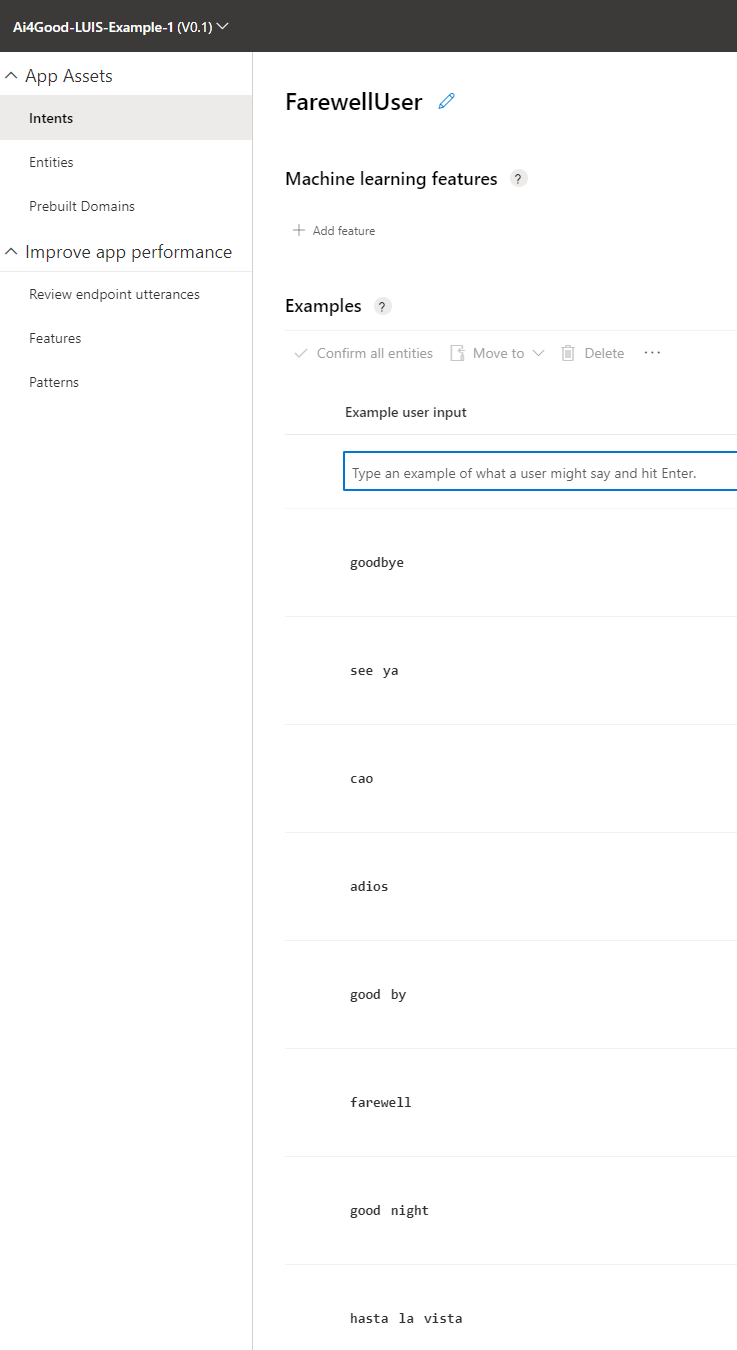 Ai4Good-LUIS-Example-1 (V0.1)
App Assets
Intents
Entities
Prebuilt Domains
Improve app performance
Review endpoint utterances
Features
Patterns
FarewellUser
Machine learning features ?
+ Add feature
Examples ?
Confirm all entities Move to Delete ...
Example user input
Type an example of what a user might say and hit Enter.
goodbye
see ya
cao
adios
good by
farewell
good night
hasta la vista